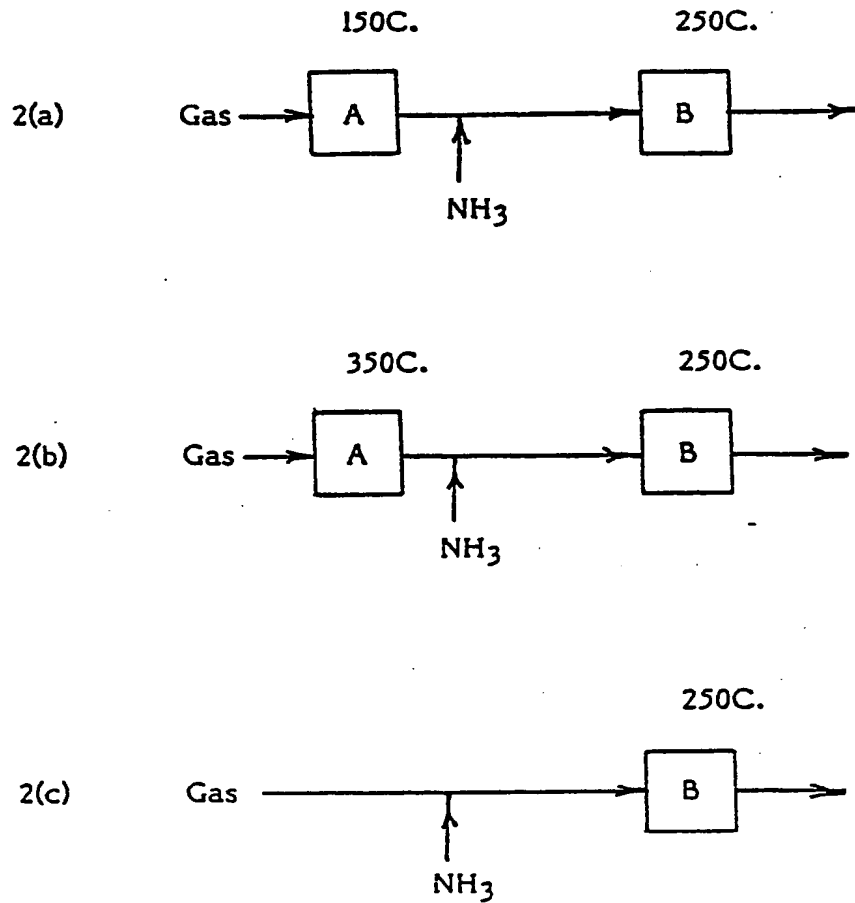 150C. 250C.
2(a) Gas A B
NH3
350C. 250C.
2(b) Gas A B
NH3
250C.
2(c) Gas B
NH3